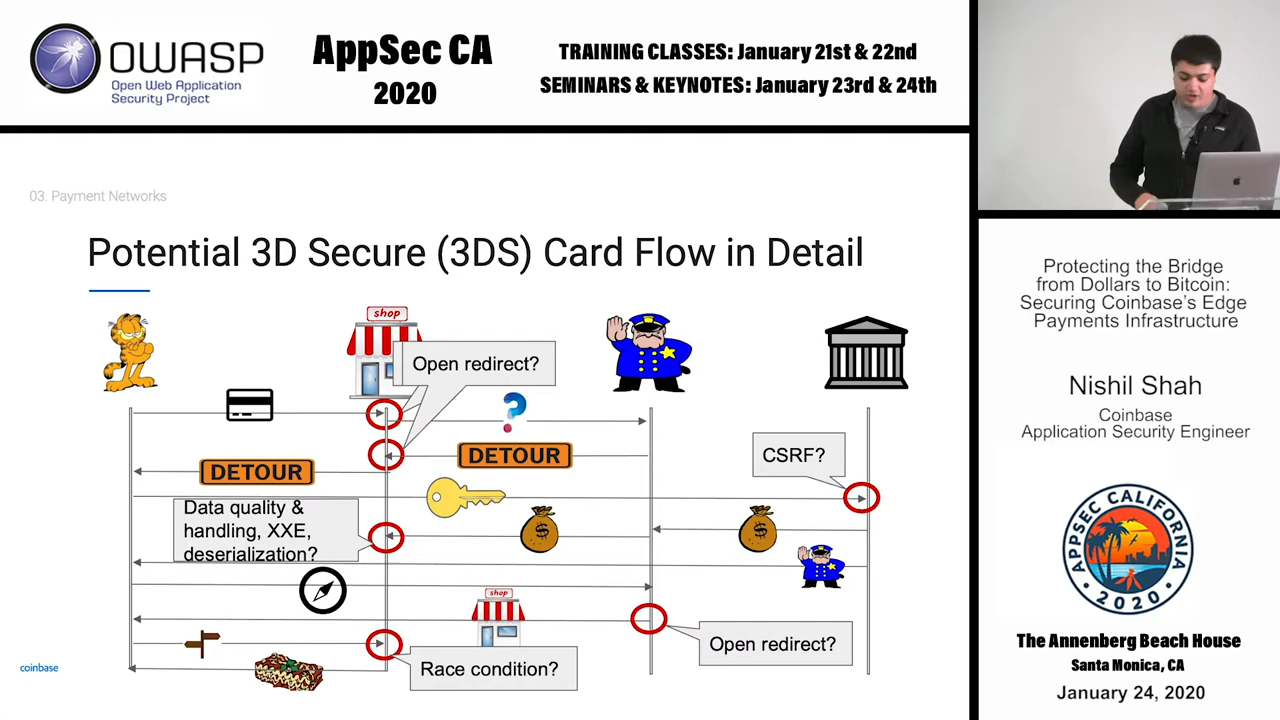 OWASP
Open Web Application
Security Project
AppSec CA
2020
TRAINING CLASSES: January 21st & 22nd
SEMINARS & KEYNOTES: January 23rd & 24th
03. Payment Networks
Potential 3D Secure (3DS) Card Flow in Detail
shop
Open redirect?
?
DETOUR
DETOUR
CSRF?
Data quality &
handling, XXE,
deserialization?
$
$
shop
Open redirect?
Race condition?
coinbase
Protecting the Bridge
from Dollars to Bitcoin:
Securing Coinbase's Edge
Payments Infrastructure
Nishil Shah
Coinbase
Application Security Engineer
APPSEC CALIFORNIA
• 2020 •
The Annenberg Beach House
Santa Monica, CA
January 24, 2020